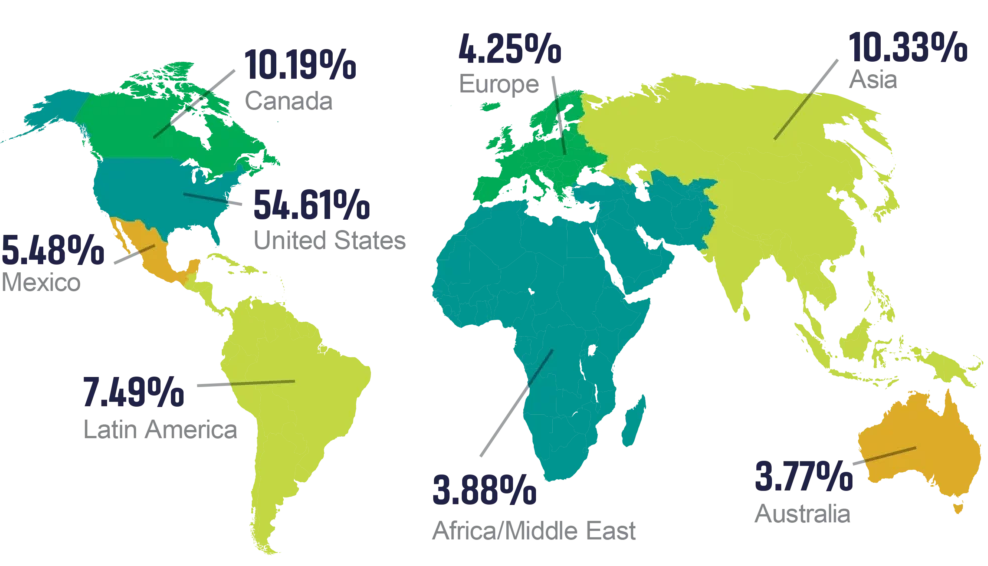 10.19%
Canada
54.61%
United States
5.48%
Mexico
7.49%
Latin America
4.25%
Europe
10.33%
Asia
3.88%
Africa/Middle East
3.77%
Australia